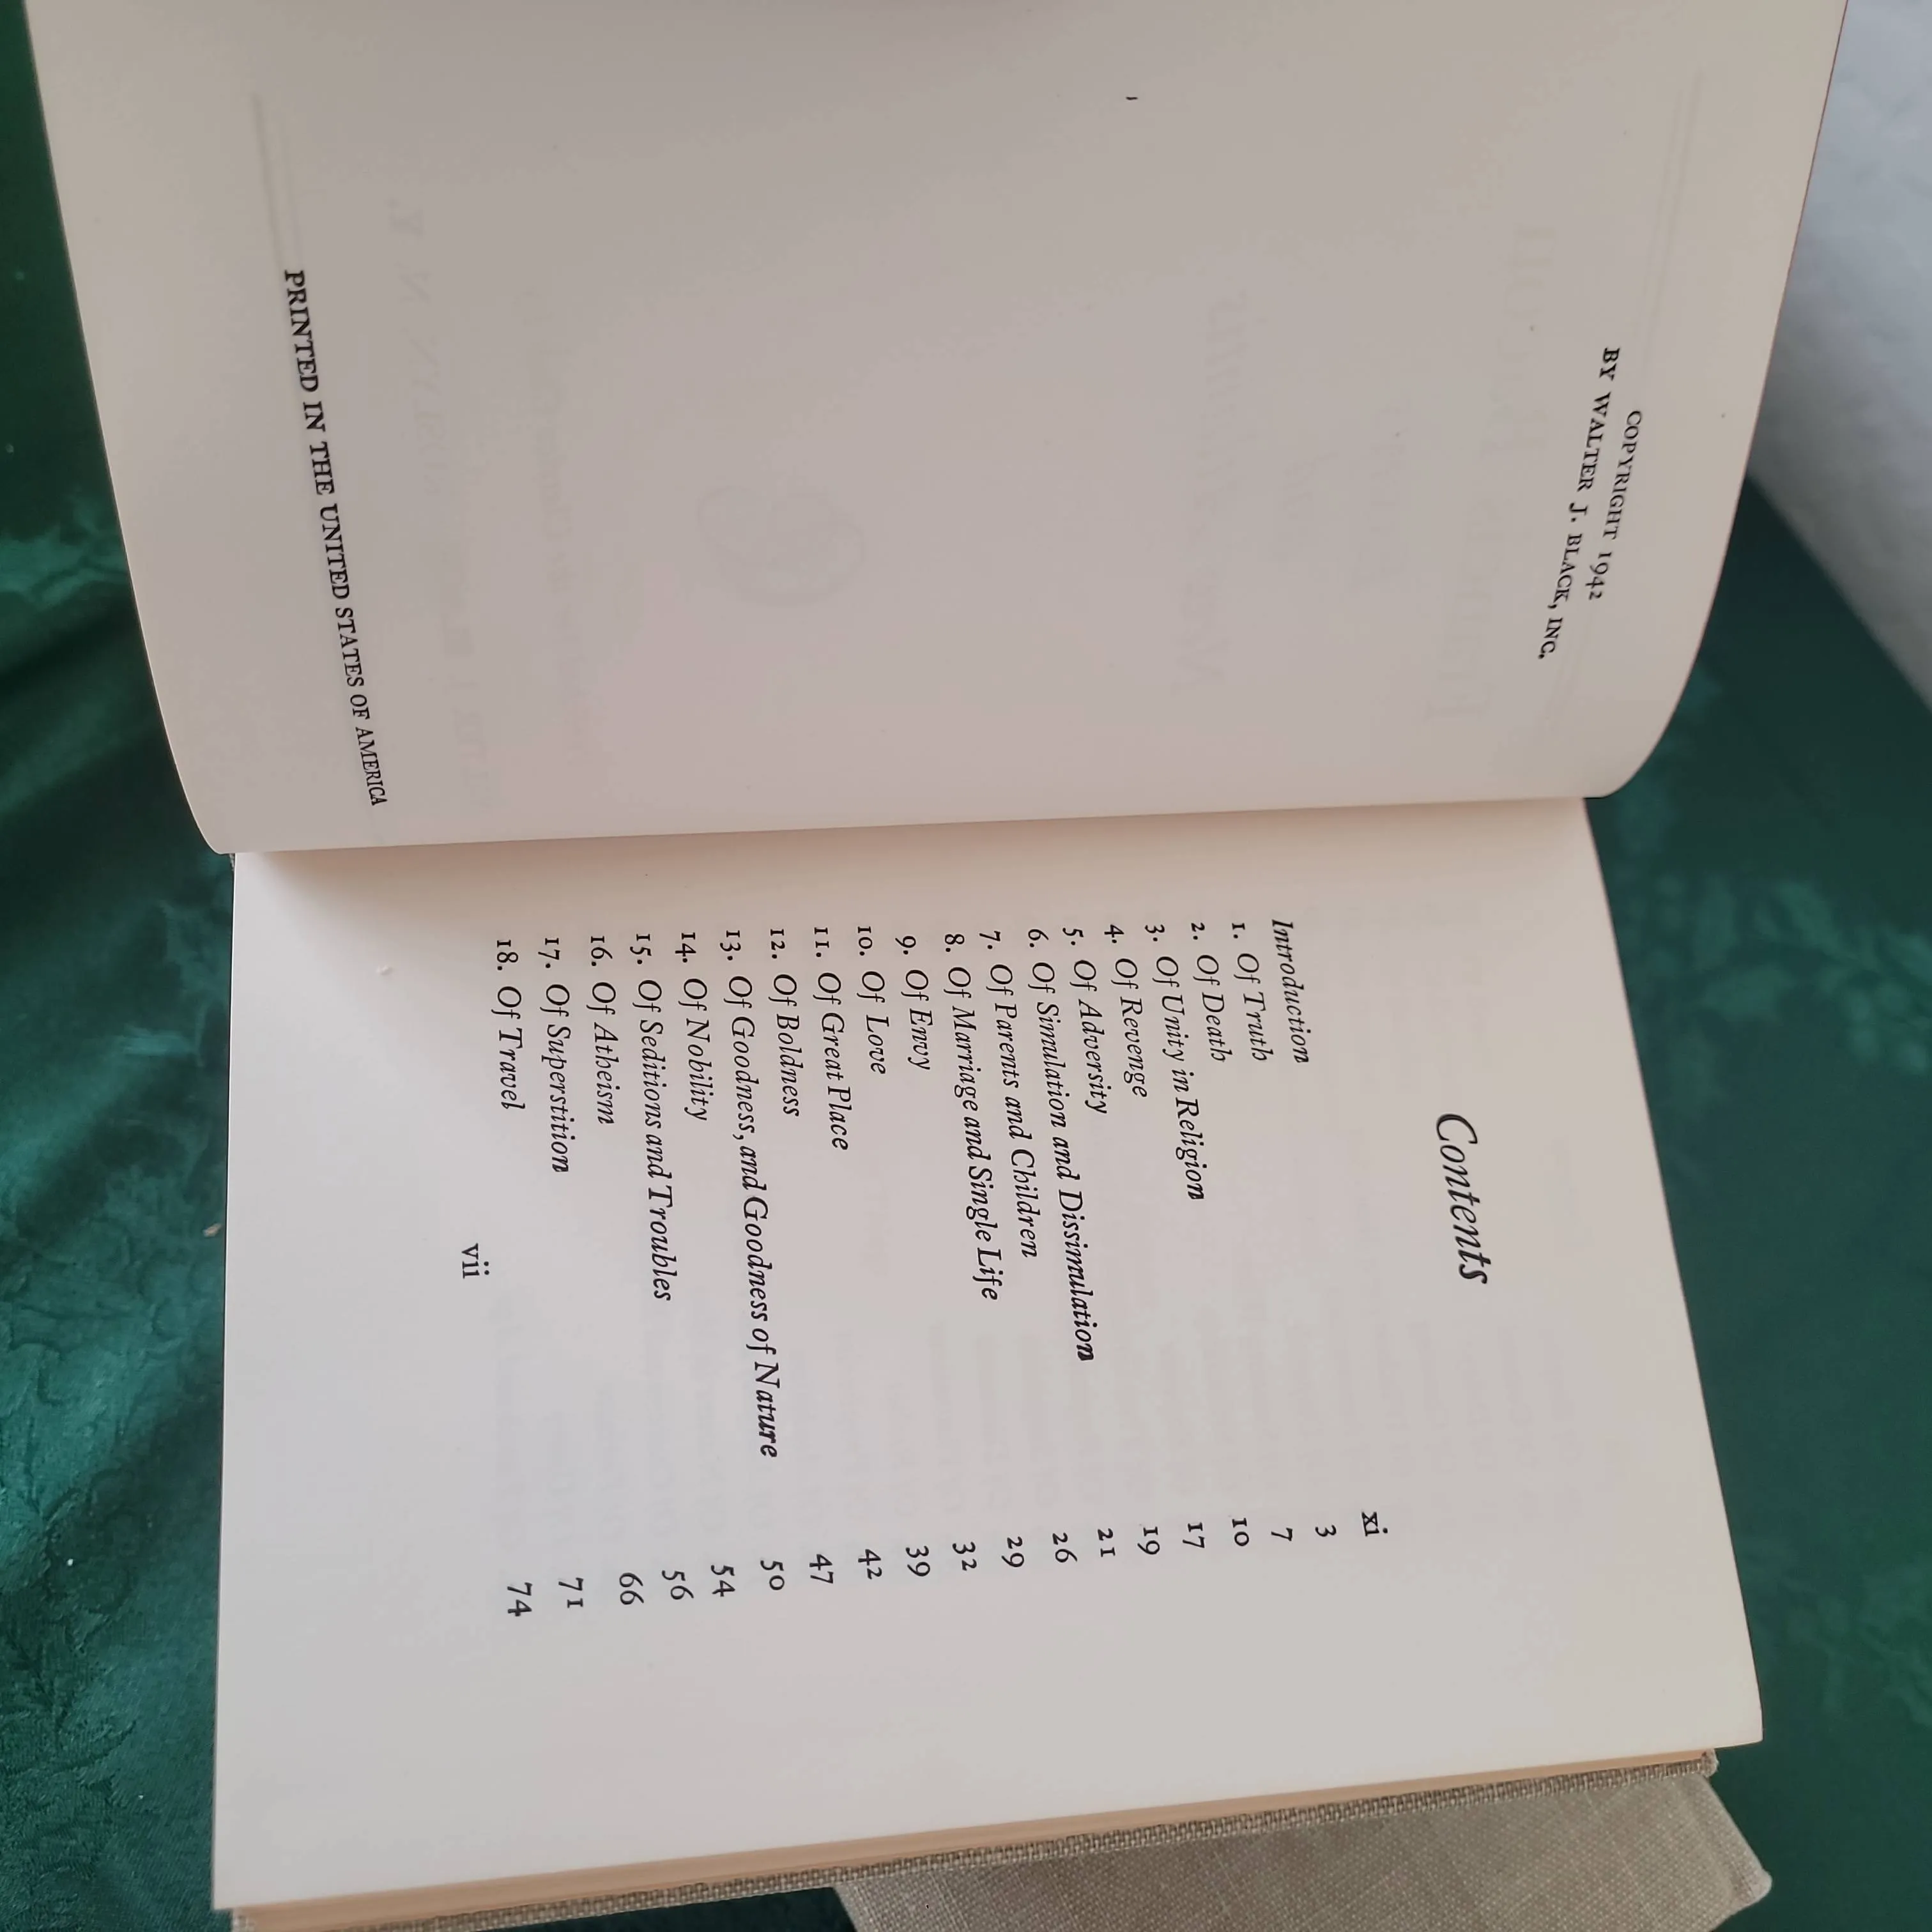 COPYRIGHT 1942
BY WALTER J. BLACK, INC.
PRINTED IN THE UNITED STATES OF AMERICA
Contents
Introduction xi
1. Of Truth 3
2. Of Death 7
3. Of Unity in Religion 10
4. Of Revenge 17
5. Of Adversity 19
6. Of Simulation and Dissimulation 21
7. Of Parents and Children 26
8. Of Marriage and Single Life 29
9. Of Envy 32
10. Of Love 39
11. Of Great Place 42
12. Of Boldness 47
13. Of Goodness, and Goodness of Nature 50
14. Of Nobility 54
15. Of Seditions and Troubles 56
16. Of Atheism 66
17. Of Superstition 71
18. Of Travel 74
vii